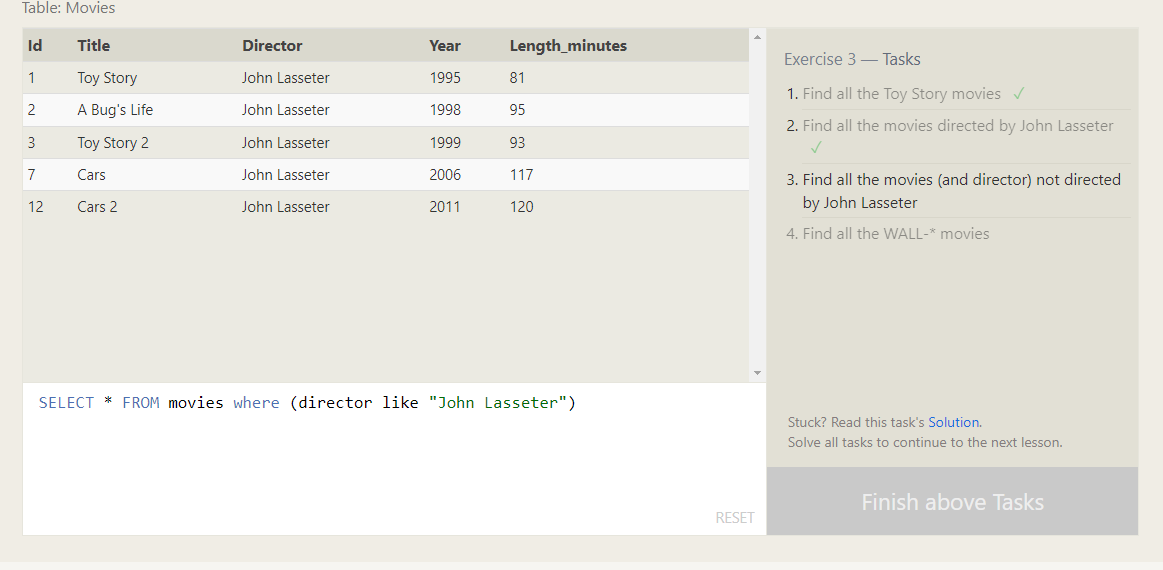 Table: Movies
Id Title Director Year Length_minutes
1 Toy Story John Lasseter 1995 81
2 A Bug's Life John Lasseter 1998 95
3 Toy Story 2 John Lasseter 1999 93
7 Cars John Lasseter 2006 117
12 Cars 2 John Lasseter 2011 120
SELECT * FROM movies where (director like "John Lasseter")
RESET
Exercise 3 — Tasks
1. Find all the Toy Story movies ✓
2. Find all the movies directed by John Lasseter
✓
3. Find all the movies (and director) not directed
by John Lasseter
4. Find all the WALL-* movies
Stuck? Read this task's Solution.
Solve all tasks to continue to the next lesson.
Finish above Tasks